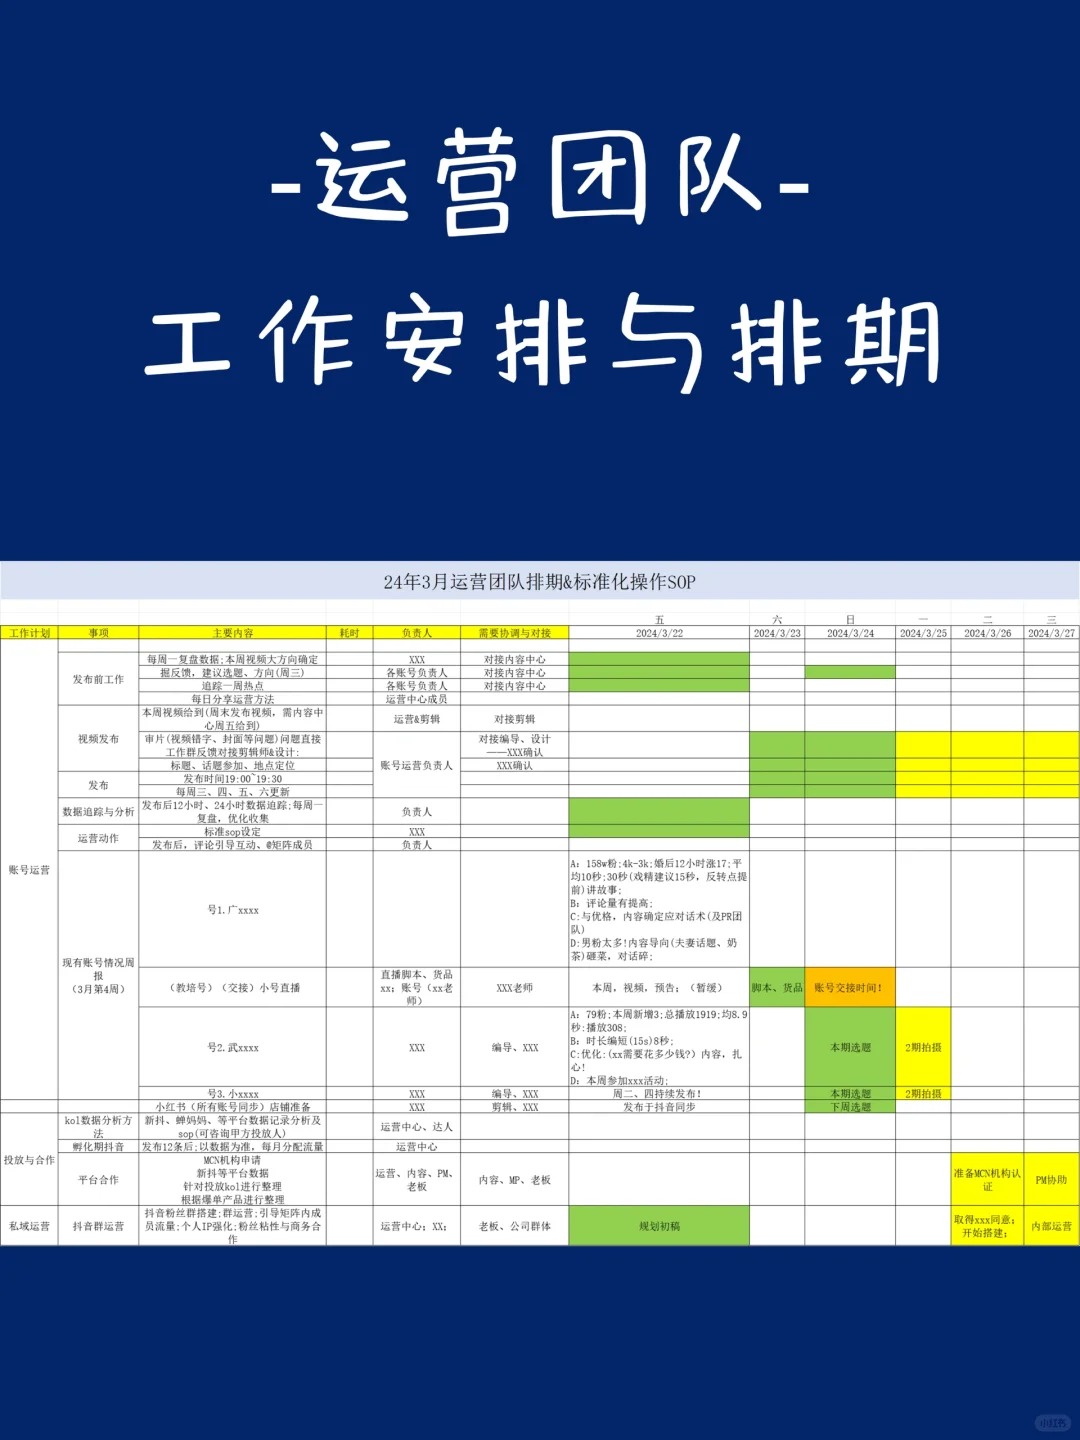 -运营团队-
工作安排与排期
24年3月运营团队排期&标准化操作SOP
五 六 日 一 二 三
工作计划 事项 主要内容 耗时 负责人 需要协调与对接 2024/3/22 2024/3/23 2024/3/24 2024/3/25 2024/3/26 2024/3/27
账号运营
发布前工作
每周一复盘数据;本周视频大方向确定 XXX 对接内容中心
掘反馈, 建议选题、方向(周三) 各账号负责人 对接内容中心
追踪一周热点 各账号负责人 对接内容中心
每日分享运营方法 运营中心成员
视频发布
本周视频给到(周末发布视频, 需内容中
心周五给到)
运营&剪辑 对接剪辑
审片(视频错字、封面等问题)问题直接
工作群反馈对接剪辑师&设计:
账号运营负责人
对接编导、设计
——XXX确认
标题、话题参加、地点定位 XXX确认
发布
发布时间19:00~19:30
每周三、四、五、六更新
数据追踪与分析
发布后12小时、24小时数据追踪;每周一
复盘, 优化收集
负责人
运营动作
标准sop设定 XXX
发布后, 评论引导互动、@矩阵成员 负责人
现有账号情况周
报
(3月第4周)
号1.广xxxx
A: 158w粉;4k-3k;婚后12小时涨17;平
均10秒;30秒(戏精建议15秒, 反转点提
前)讲故事;
B: 评论量有提高;
C:与优格, 内容确定应对话术(及PR团
队)
D:男粉太多!内容导向(夫妻话题、奶
茶)砸菜, 对话碎;
(教培号) (交接) 小号直播
直播脚本、货品
xx; 账号 (xx老
师)
XXX老师
本周, 视频, 预告; (暂缓)
脚本、货品
账号交接时间!
号2.武xxxx
XXX
编导、XXX
A: 79粉;本周新增3;总播放1919;均8.9
秒:播放308;
B: 时长编短(15s)8秒;
C:优化:(xx需要花多少钱?) 内容, 扎
心!
D: 本周参加xxx活动;
本期选题
2期拍摄
号3.小xxxx XXX 编导、XXX 周二、四持续发布! 本期选题 2期拍摄
小红书 (所有账号同步) 店铺准备 XXX 剪辑、XXX 发布于抖音同步 下周选题
投放与合作
kol数据分析方
法
新抖、蝉妈妈、等平台数据记录分析及
sop(可咨询甲方投放人)
运营中心、达人
孵化期抖音 发布12条后;以数据为准, 每月分配流量 运营中心
平台合作
MCN机构申请
新抖等平台数据
针对投放kol进行整理
根据爆单产品进行整理
运营、内容、PM、
老板
内容、MP、老板
准备MCN机构认
证
PM协助
私域运营
抖音群运营
抖音粉丝群搭建;群运营;引导矩阵内成
员流量;个人IP强化;粉丝粘性与商务合
作
运营中心; XX;
老板、公司群体
规划初稿
取得xxx同意;
开始搭建;
内部运营
小红书